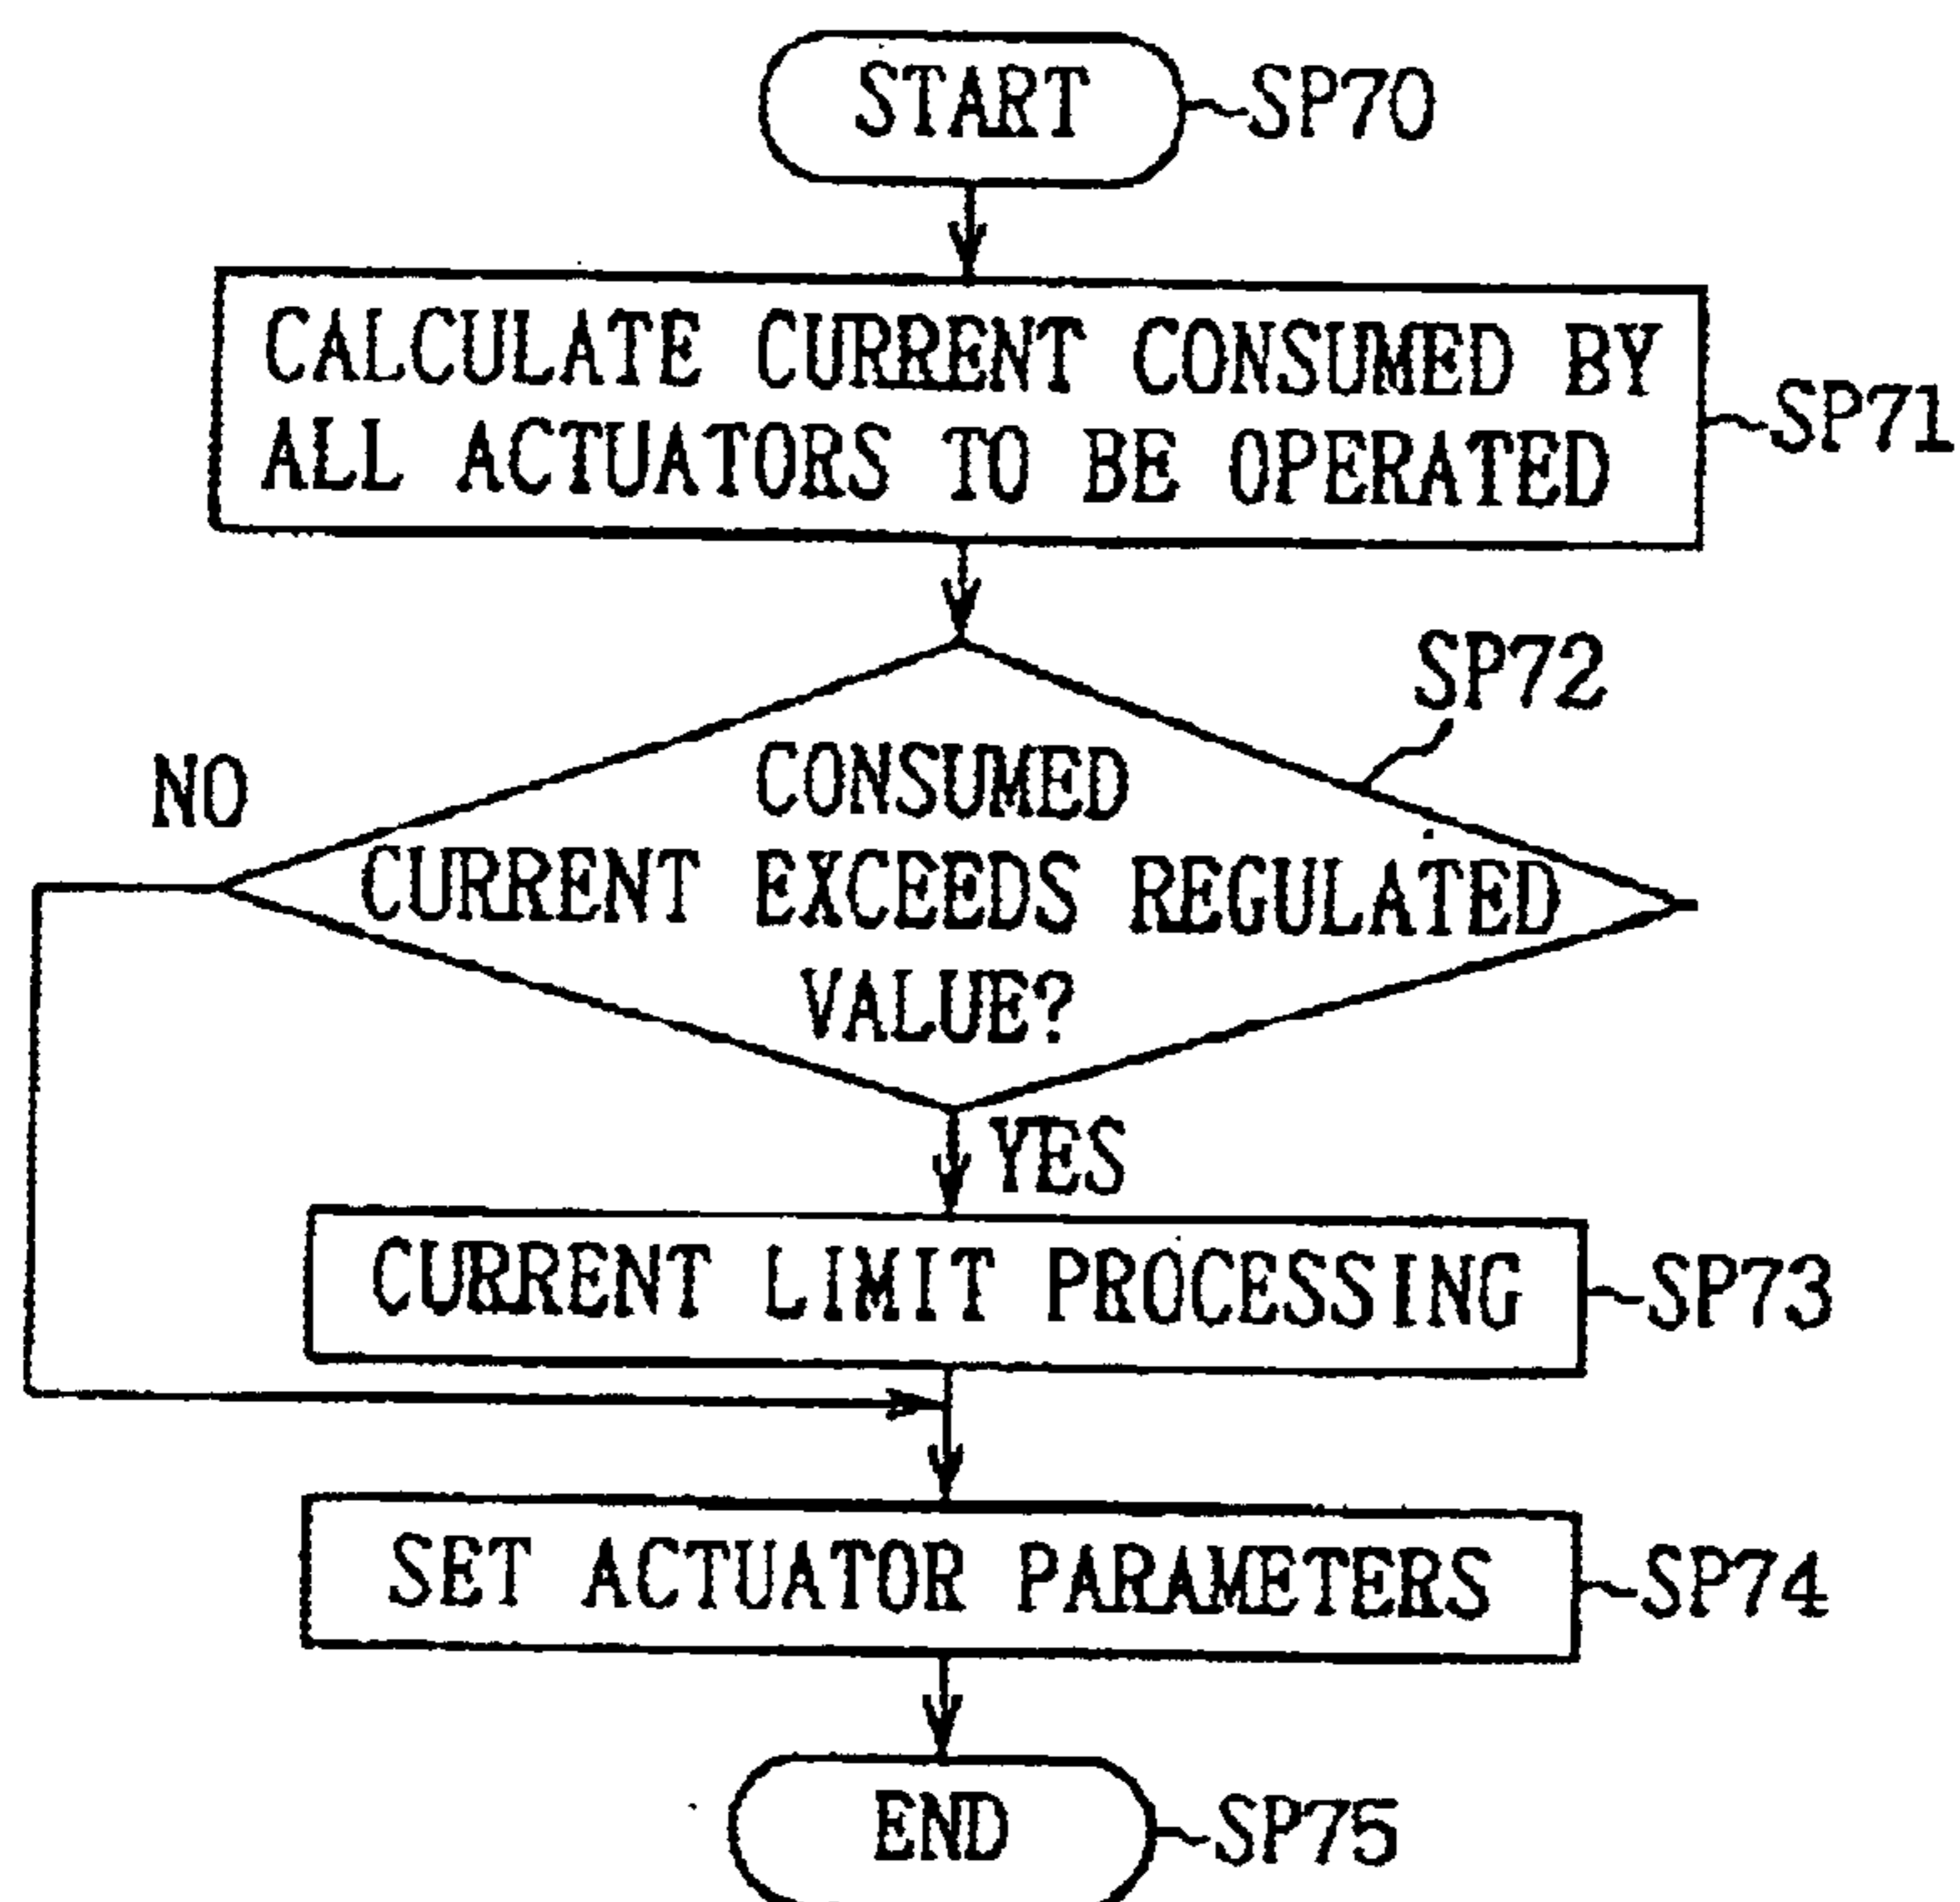 START
SP70
CALCULATE CURRENT CONSUMED BY
ALL ACTUATORS TO BE OPERATED
SP71
SP72
NO
CONSUMED
CURRENT EXCEEDS REGULATED
VALUE?
YES
CURRENT LIMIT PROCESSING
SP73
SET ACTUATOR PARAMETERS
SP74
END
SP75